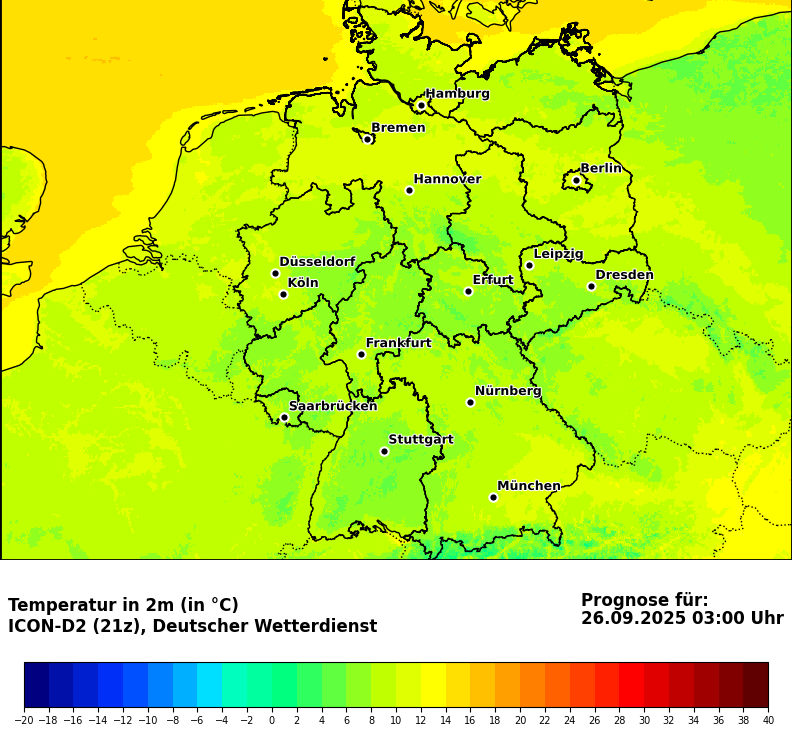 Hamburg
Bremen
Berlin
Hannover
Leipzig
Düsseldorf
Dresden
Köln
Erfurt
Frankfurt
Nürnberg
Saarbrücken
Stuttgart
München
Temperatur in 2m (in °C)
ICON-D2 (21z), Deutscher Wetterdienst
Prognose für:
26.09.2025 03:00 Uhr
−20 −18 −16 −14 −12 −10 −8 −6 −4 −2 0 2 4 6 8 10 12 14 16 18 20 22 24 26 28 30 32 34 36 38 40